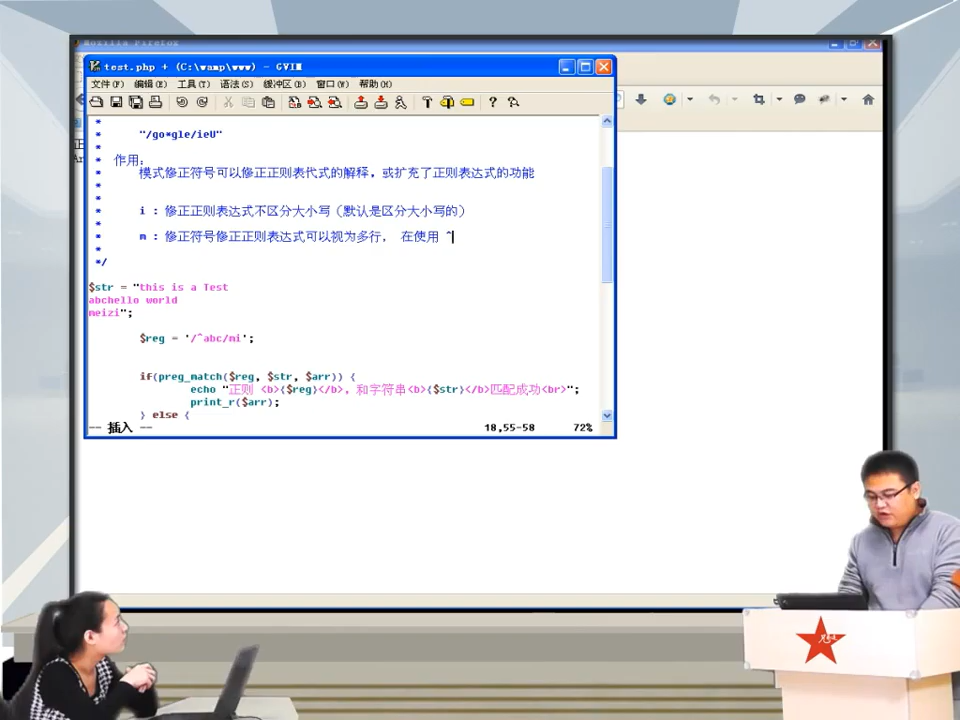 Mozilla Firefox
test.php + (C:\wamp\www) - GVIM
文件(F) 编辑(E) 工具(T) 语法(S) 缓冲区(B) 窗口(W) 帮助(H)
*
* "/go*gle/ieU"
*
* 作用:
* 模式修正符号可以修正正则表代式的解释，或扩充了正则表达式的功能
*
*
* i : 修正正则表达式不区分大小写（默认是区分大小写的）
*
* m : 修正符号修正正则表达式可以视为多行， 在使用 ^
*
*/
$str = "this is a Test
abchello world
meizi";
$reg = '/^abc/mi';
if(preg_match($reg, $str, $arr)) {
echo "正则 <b>{$reg}</b>，和字符串<b>{$str}</b>匹配成功<br>";
print_r($arr);
} else {
-- 插入 --
18,55-58 72%